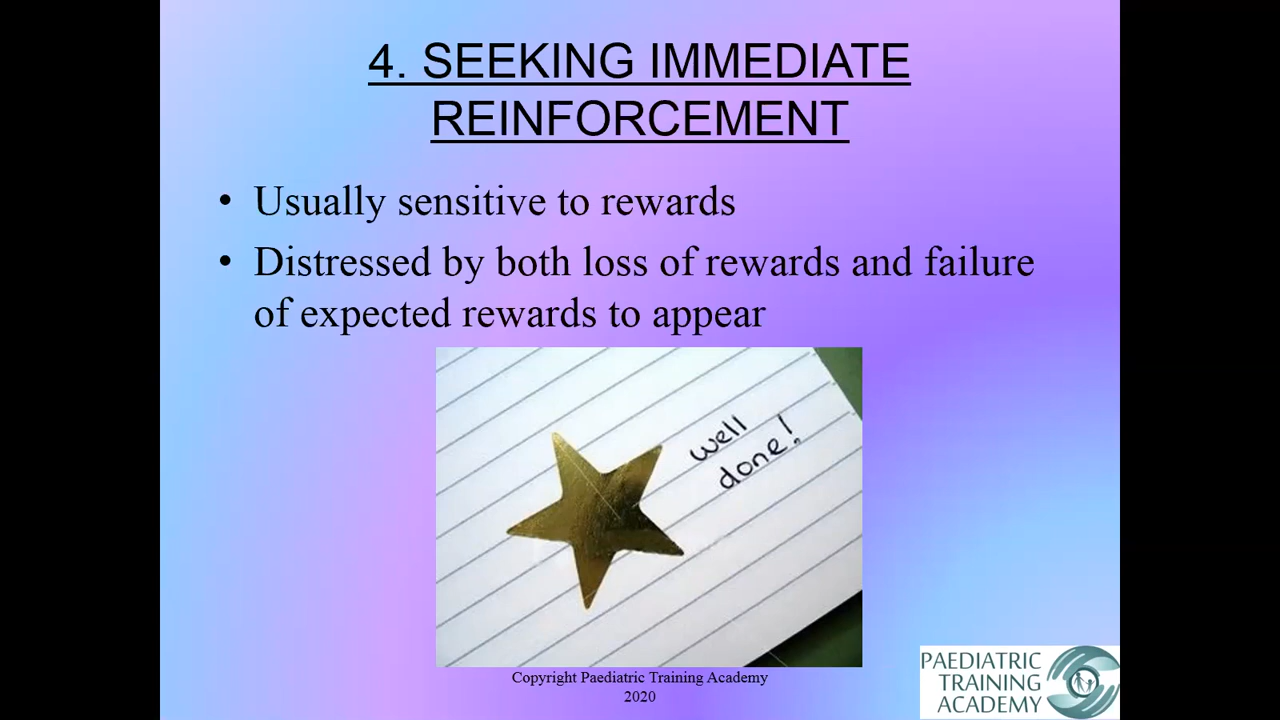 4. SEEKING IMMEDIATE
REINFORCEMENT
• Usually sensitive to rewards
• Distressed by both loss of rewards and failure
of expected rewards to appear
well
done!
Copyright Paediatric Training Academy
2020
PAEDIATRIC
TRAINING
ACADEMY